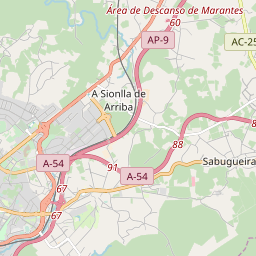 Área de Descanso de Marantes
60
AP-9
AC-25
A Sionlla de
Arriba
A-54
91
88
Sabugueira
67
A-54
88
67